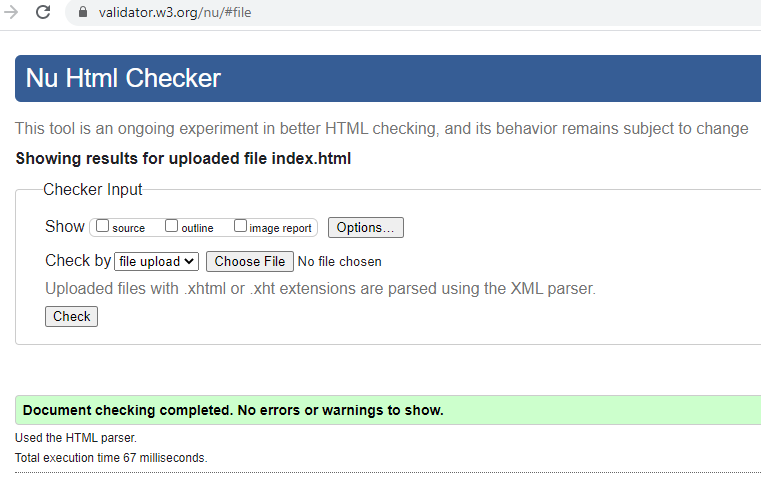 validator.w3.org/nu/#file
Nu Html Checker
This tool is an ongoing experiment in better HTML checking, and its behavior remains subject to change
Showing results for uploaded file index.html
Checker Input
Show source outline image report Options...
Check by file upload Choose File No file chosen
Uploaded files with .xhtml or .xht extensions are parsed using the XML parser.
Check
Document checking completed. No errors or warnings to show.
Used the HTML parser.
Total execution time 67 milliseconds.